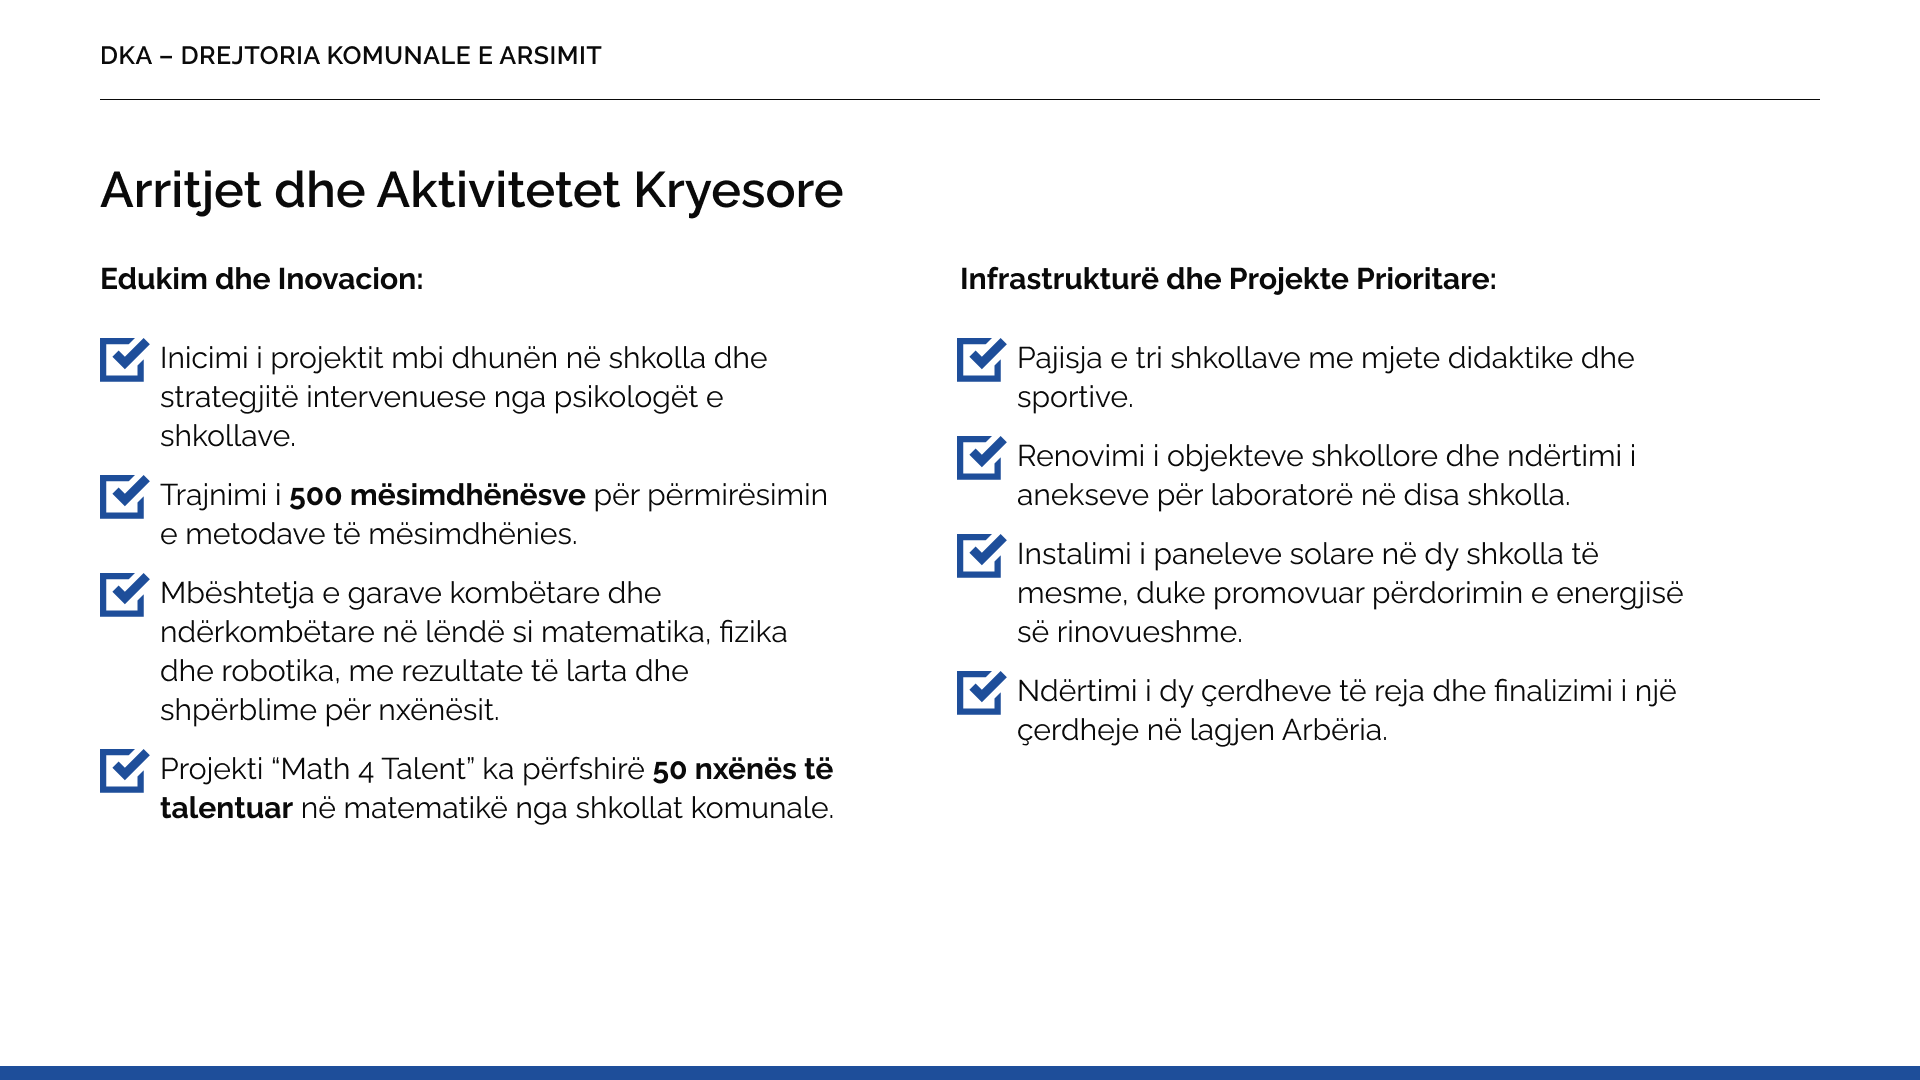 DKA – DREJTORIA KOMUNALE E ARSIMIT
Arritjet dhe Aktivitetet Kryesore
Edukim dhe Inovacion:
Inicimi i projektit mbi dhunën në shkolla dhe
strategjitë intervenuese nga psikologët e
shkollave.
Trajnimi i 500 mësimdhënësve për përmirësimin
e metodave të mësimdhënies.
Mbështetja e garave kombëtare dhe
ndërkombëtare në lëndë si matematika, fizika
dhe robotika, me rezultate të larta dhe
shpërblime për nxënësit.
Projekti “Math 4 Talent” ka përfshirë 50 nxënës të
talentuar në matematikë nga shkollat komunale.
Infrastrukturë dhe Projekte Prioritare:
Pajisja e tri shkollave me mjete didaktike dhe
sportive.
Renovimi i objekteve shkollore dhe ndërtimi i
anekseve për laboratorë në disa shkolla.
Instalimi i paneleve solare në dy shkolla të
mesme, duke promovuar përdorimin e energjisë
së rinovueshme.
Ndërtimi i dy çerdheve të reja dhe finalizimi i një
çerdheje në lagjen Arbëria.